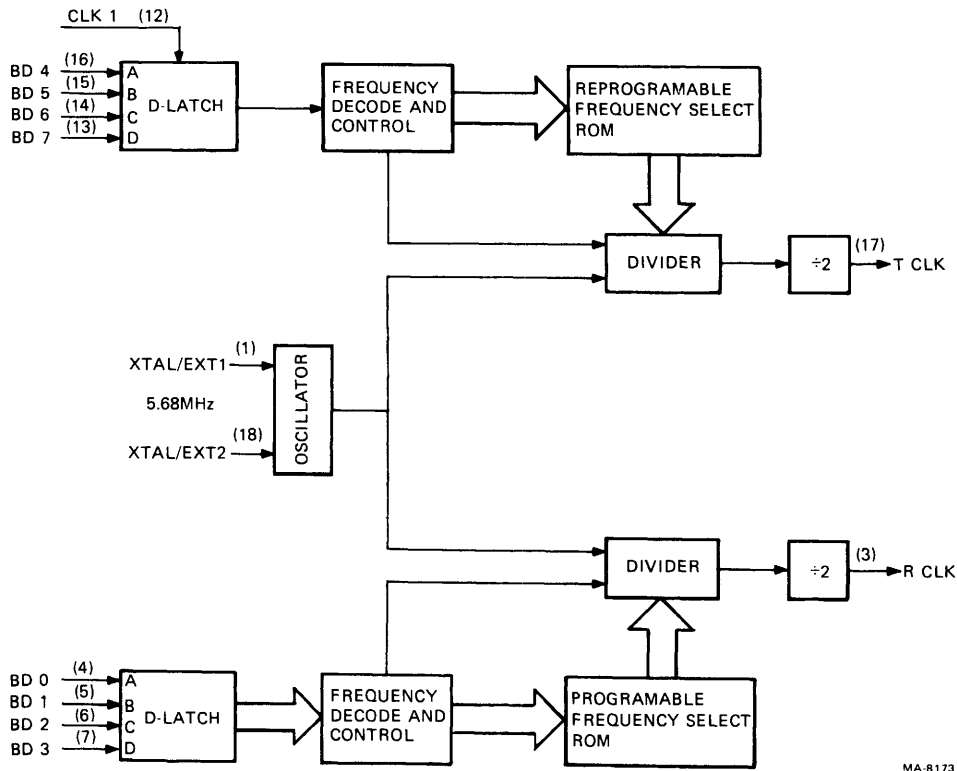 CLK 1 (12)
BD 4 (16) A
BD 5 (15) B
BD 6 (14) C
BD 7 (13) D
D-LATCH
FREQUENCY
DECODE AND
CONTROL
REPROGRAMABLE
FREQUENCY SELECT
ROM
DIVIDER
÷2
(17)
T CLK
XTAL/EXT1 (1)
5.68MHz
XTAL/EXT2 (18)
OSCILLATOR
DIVIDER
÷2
(3)
R CLK
BD 0 (4) A
BD 1 (5) B
BD 2 (6) C
BD 3 (7) D
D-LATCH
FREQUENCY
DECODE AND
CONTROL
PROGRAMABLE
FREQUENCY SELECT
ROM
MA-8173